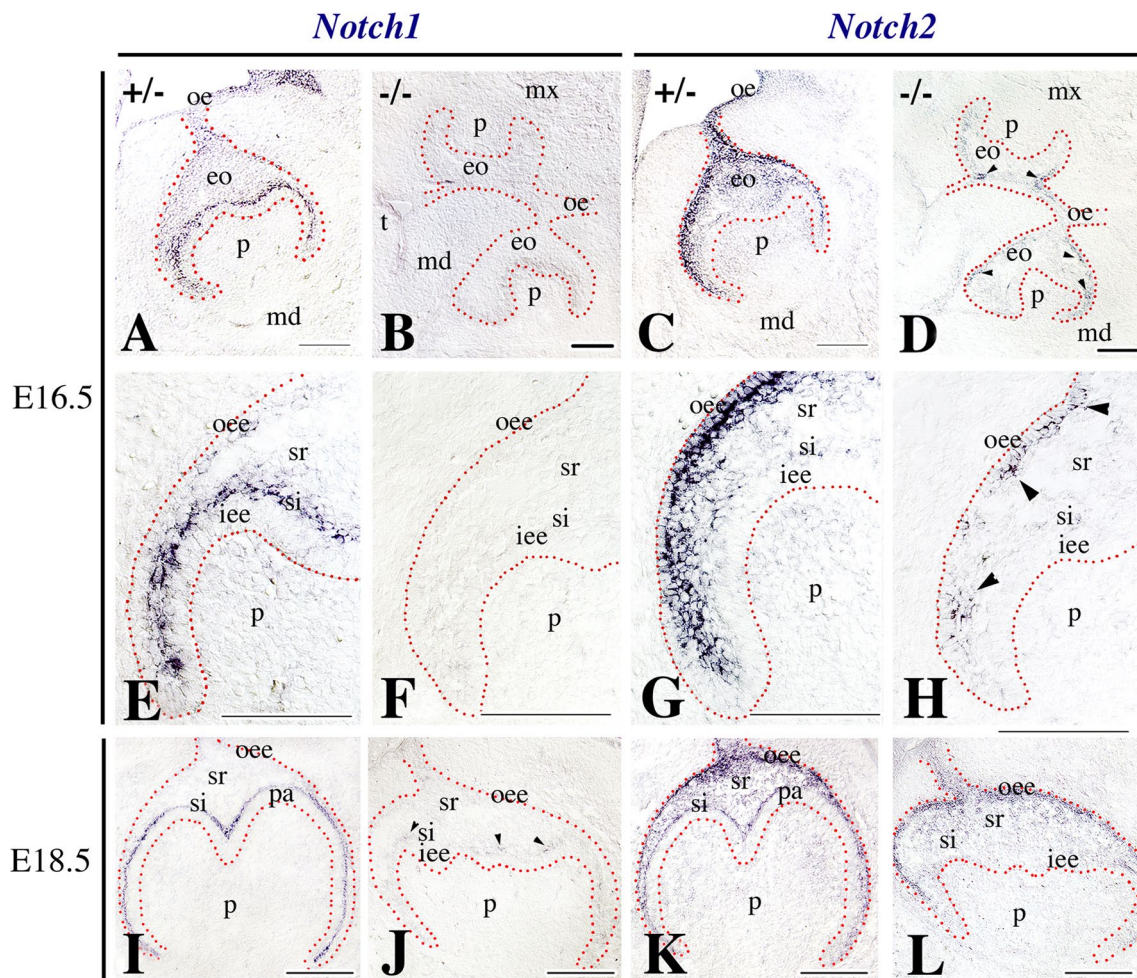 Notch1 Notch2
E16.5
+/- oe eo p md A
-/- mx p eo oe t eo md p B
+/- oe eo p md C
-/- mx p eo oe eo p md D
oee sr si iee p E
oee sr si iee p F
oee sr si iee p G
oee sr si iee p H
E18.5
oee sr si pa p I
sr oee si iee p J
oee sr si pa p K
oee sr si iee p L